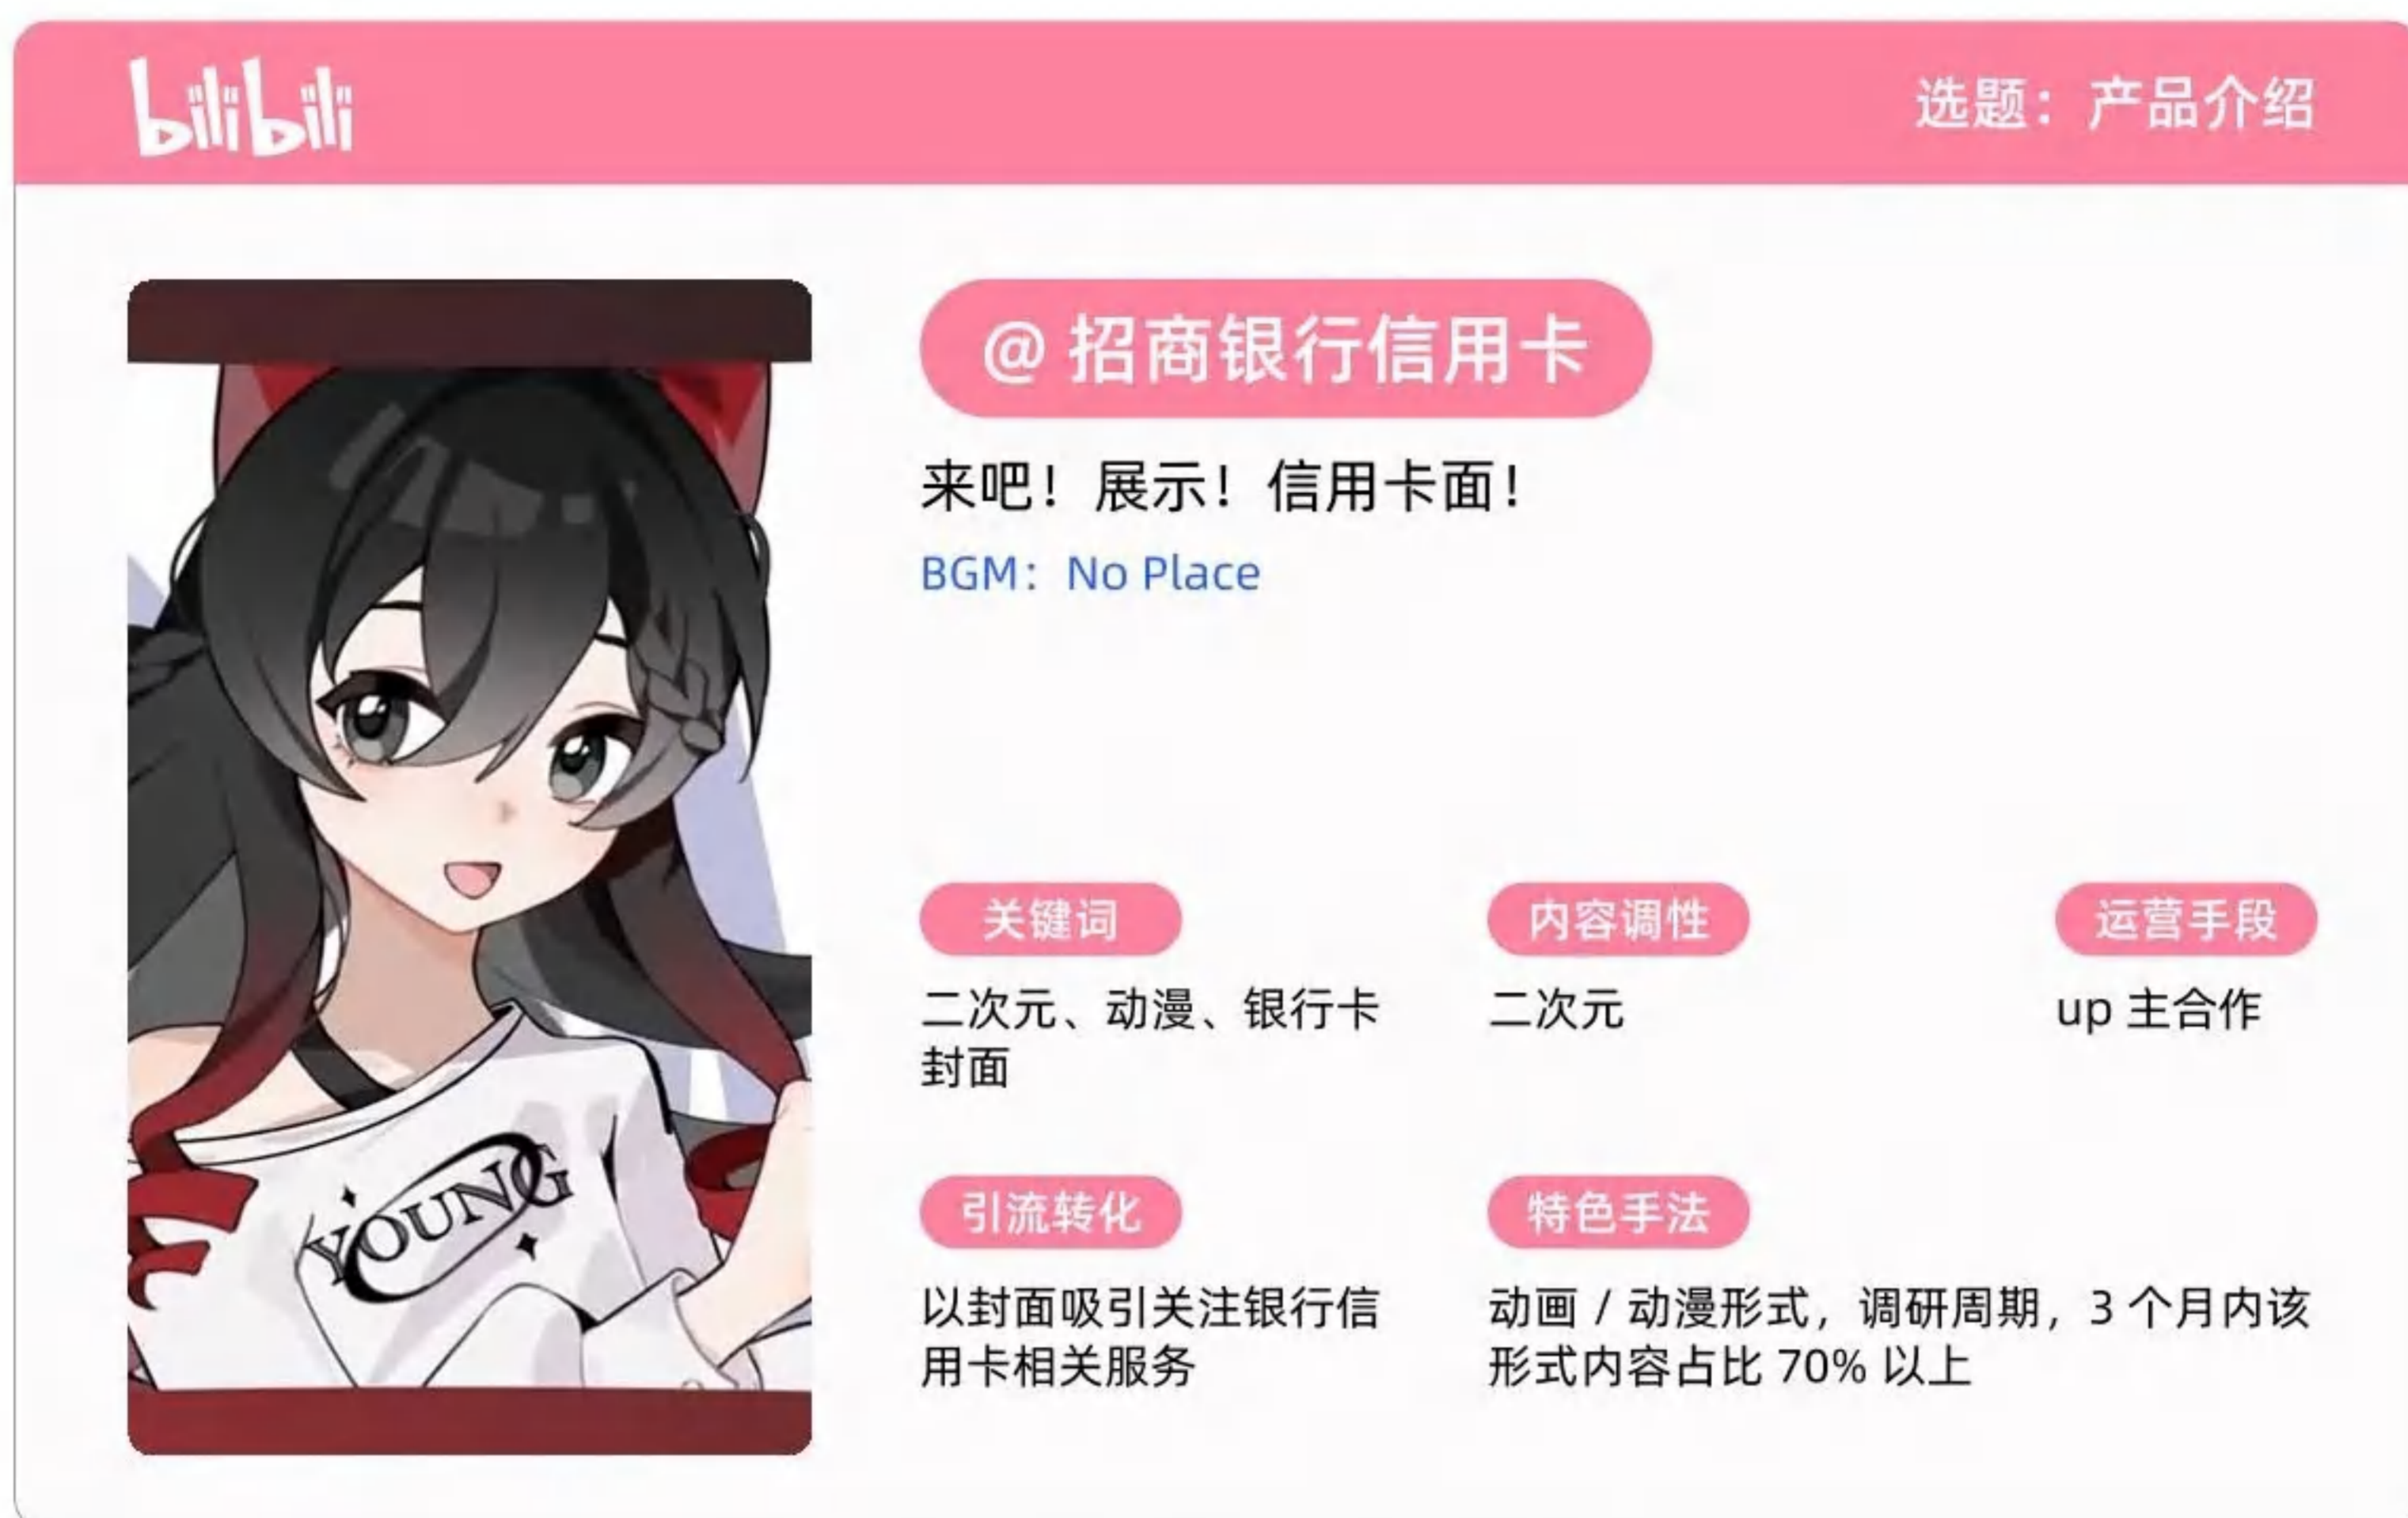 bilibili
选题：产品介绍
@ 招商银行信用卡
来吧！展示！信用卡面！
BGM：No Place
关键词
二次元、动漫、银行卡
封面
内容调性
二次元
运营手段
up 主合作
引流转化
以封面吸引关注银行信
用卡相关服务
特色手法
动画 / 动漫形式，调研周期，3 个月内该
形式内容占比 70% 以上
YOUNG